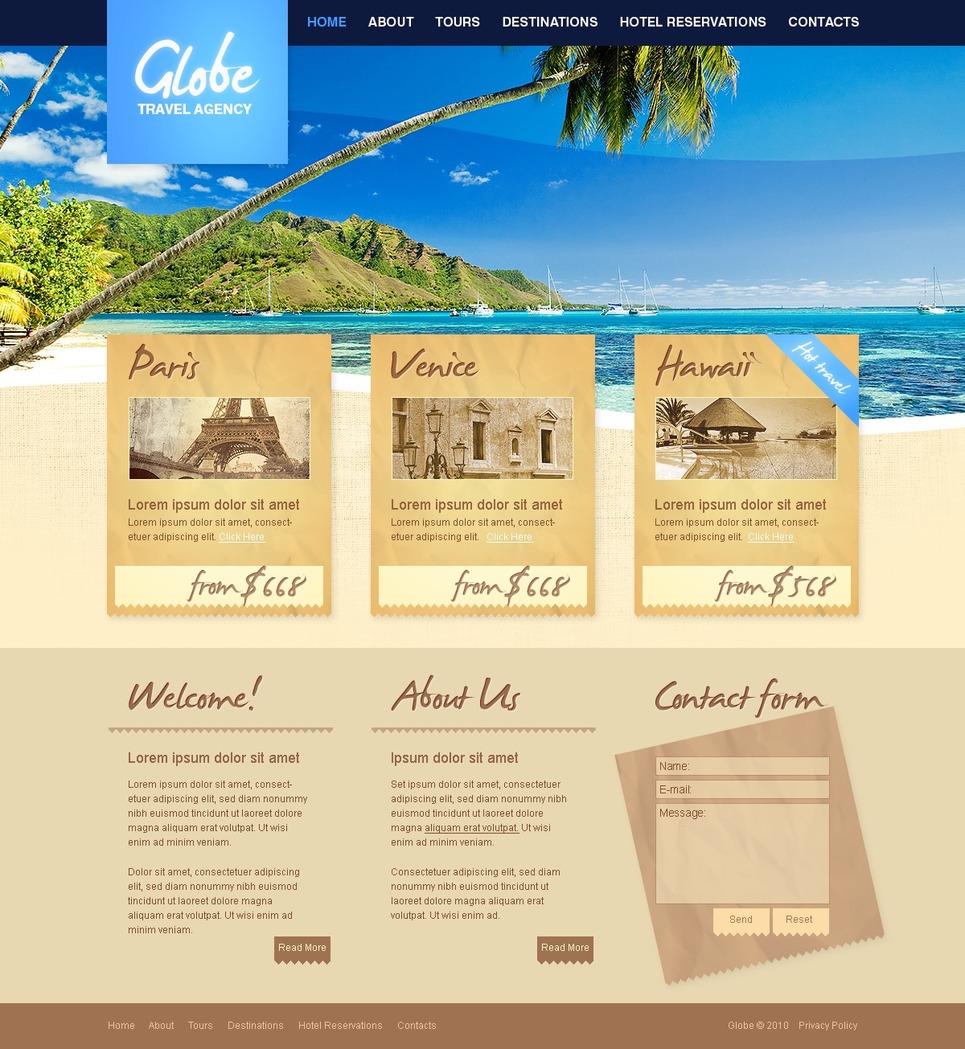 HOME ABOUT TOURS DESTINATIONS HOTEL RESERVATIONS CONTACTS
Globe
TRAVEL AGENCY
Paris
Lorem ipsum dolor sit amet
Lorem ipsum dolor sit amet, consect-
etuer adipiscing elit. Click Here
from $668
Venice
Lorem ipsum dolor sit amet
Lorem ipsum dolor sit amet, consect-
etuer adipiscing elit. Click Here
from $668
Hawaii
Hot travel
Lorem ipsum dolor sit amet
Lorem ipsum dolor sit amet, consect-
etuer adipiscing elit. Click Here
from $568
Welcome!
Lorem ipsum dolor sit amet
Lorem ipsum dolor sit amet, consect-
etuer adipiscing elit, sed diam nonummy
nibh euismod tincidunt ut laoreet dolore
magna aliquam erat volutpat. Ut wisi
enim ad minim veniam.
Dolor sit amet, consectetuer adipiscing
elit, sed diam nonummy nibh euismod
tincidunt ut laoreet dolore magna
aliquam erat volutpat. Ut wisi enim ad
minim veniam.
Read More
About Us
Ipsum dolor sit amet
Set ipsum dolor sit amet, consectetuer
adipiscing elit, sed diam nonummy nibh
euismod tincidunt ut laoreet dolore
magna aliquam erat volutpat. Ut wisi
enim ad minim veniam.
Consectetuer adipiscing elit, sed diam
nonummy nibh euismod tincidunt ut
laoreet dolore magna aliquam erat
volutpat. Ut wisi enim ad.
Read More
Contact form
Name:
E-mail:
Message:
Send Reset
Home About Tours Destinations Hotel Reservations Contacts
Globe © 2010 Privacy Policy